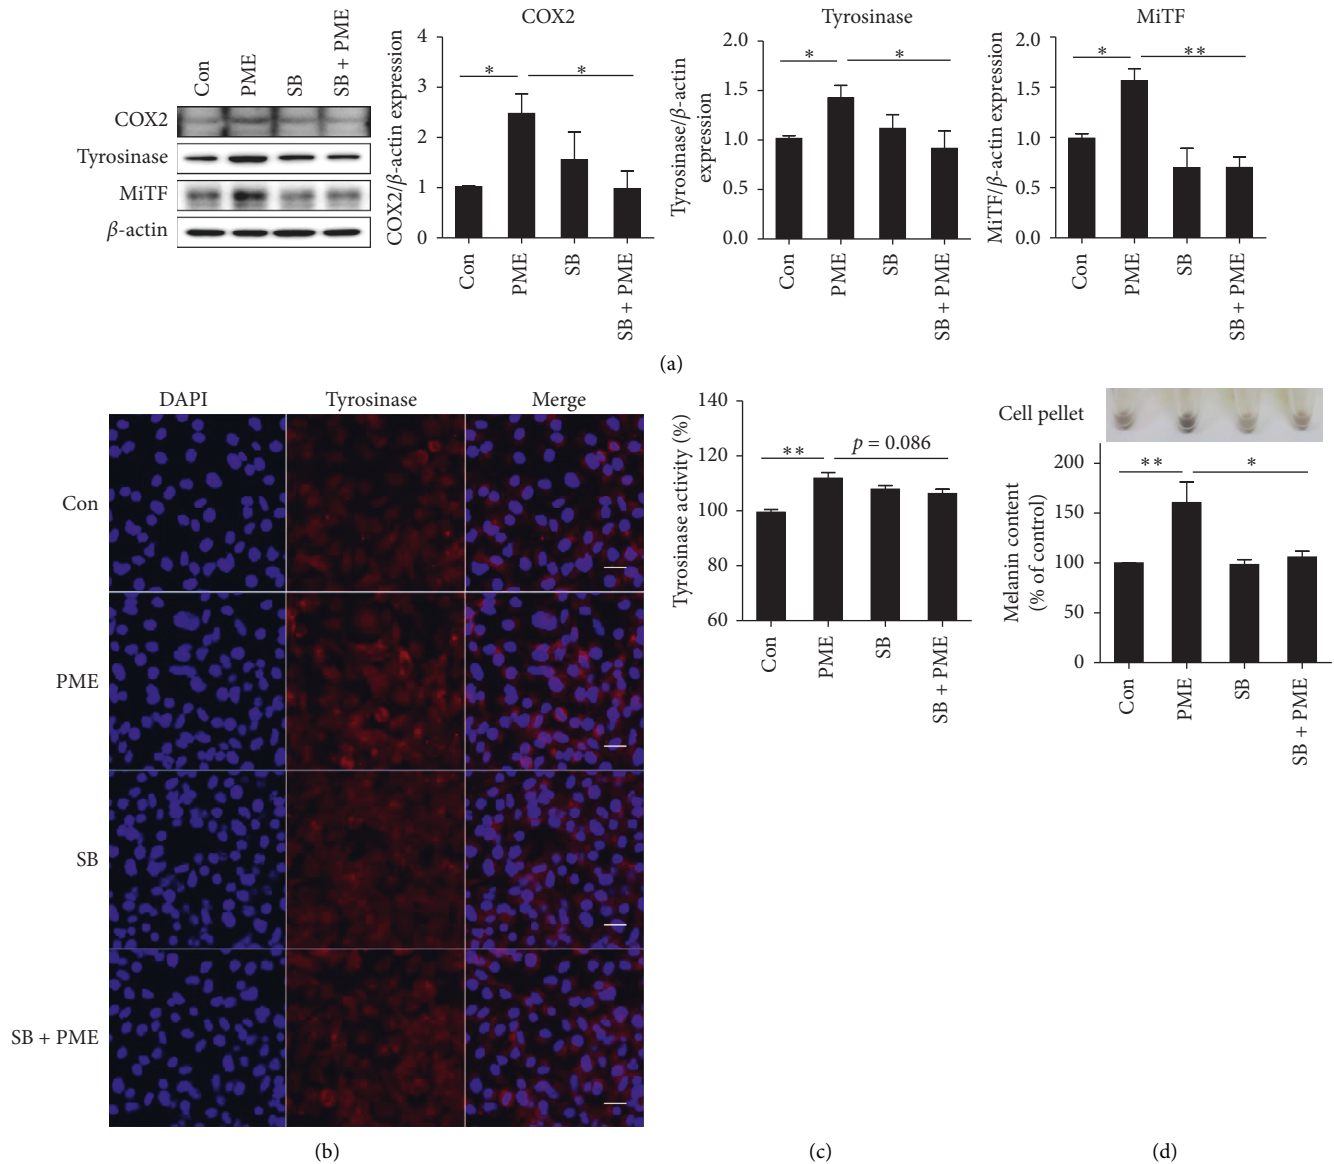 Con
PME
SB
SB + PME
COX2
Tyrosinase
MiTF
β-actin
COX2
COX2/β-actin expression
4
3
2
1
0
*
*
Con
PME
SB
SB + PME
Tyrosinase
Tyrosinase/β-actin
expression
2.0
1.5
1.0
0.5
0.0
*
*
Con
PME
SB
SB + PME
MiTF
MiTF/β-actin expression
2.0
1.5
1.0
0.5
0.0
*
**
Con
PME
SB
SB + PME
(a)
DAPI
Tyrosinase
Merge
Con
PME
SB
SB + PME
(b)
Tyrosinase activity (%)
140
120
100
80
60
**
p = 0.086
Con
PME
SB
SB + PME
(c)
Cell pellet
Melanin content
(% of control)
200
150
100
50
0
**
*
Con
PME
SB
SB + PME
(d)